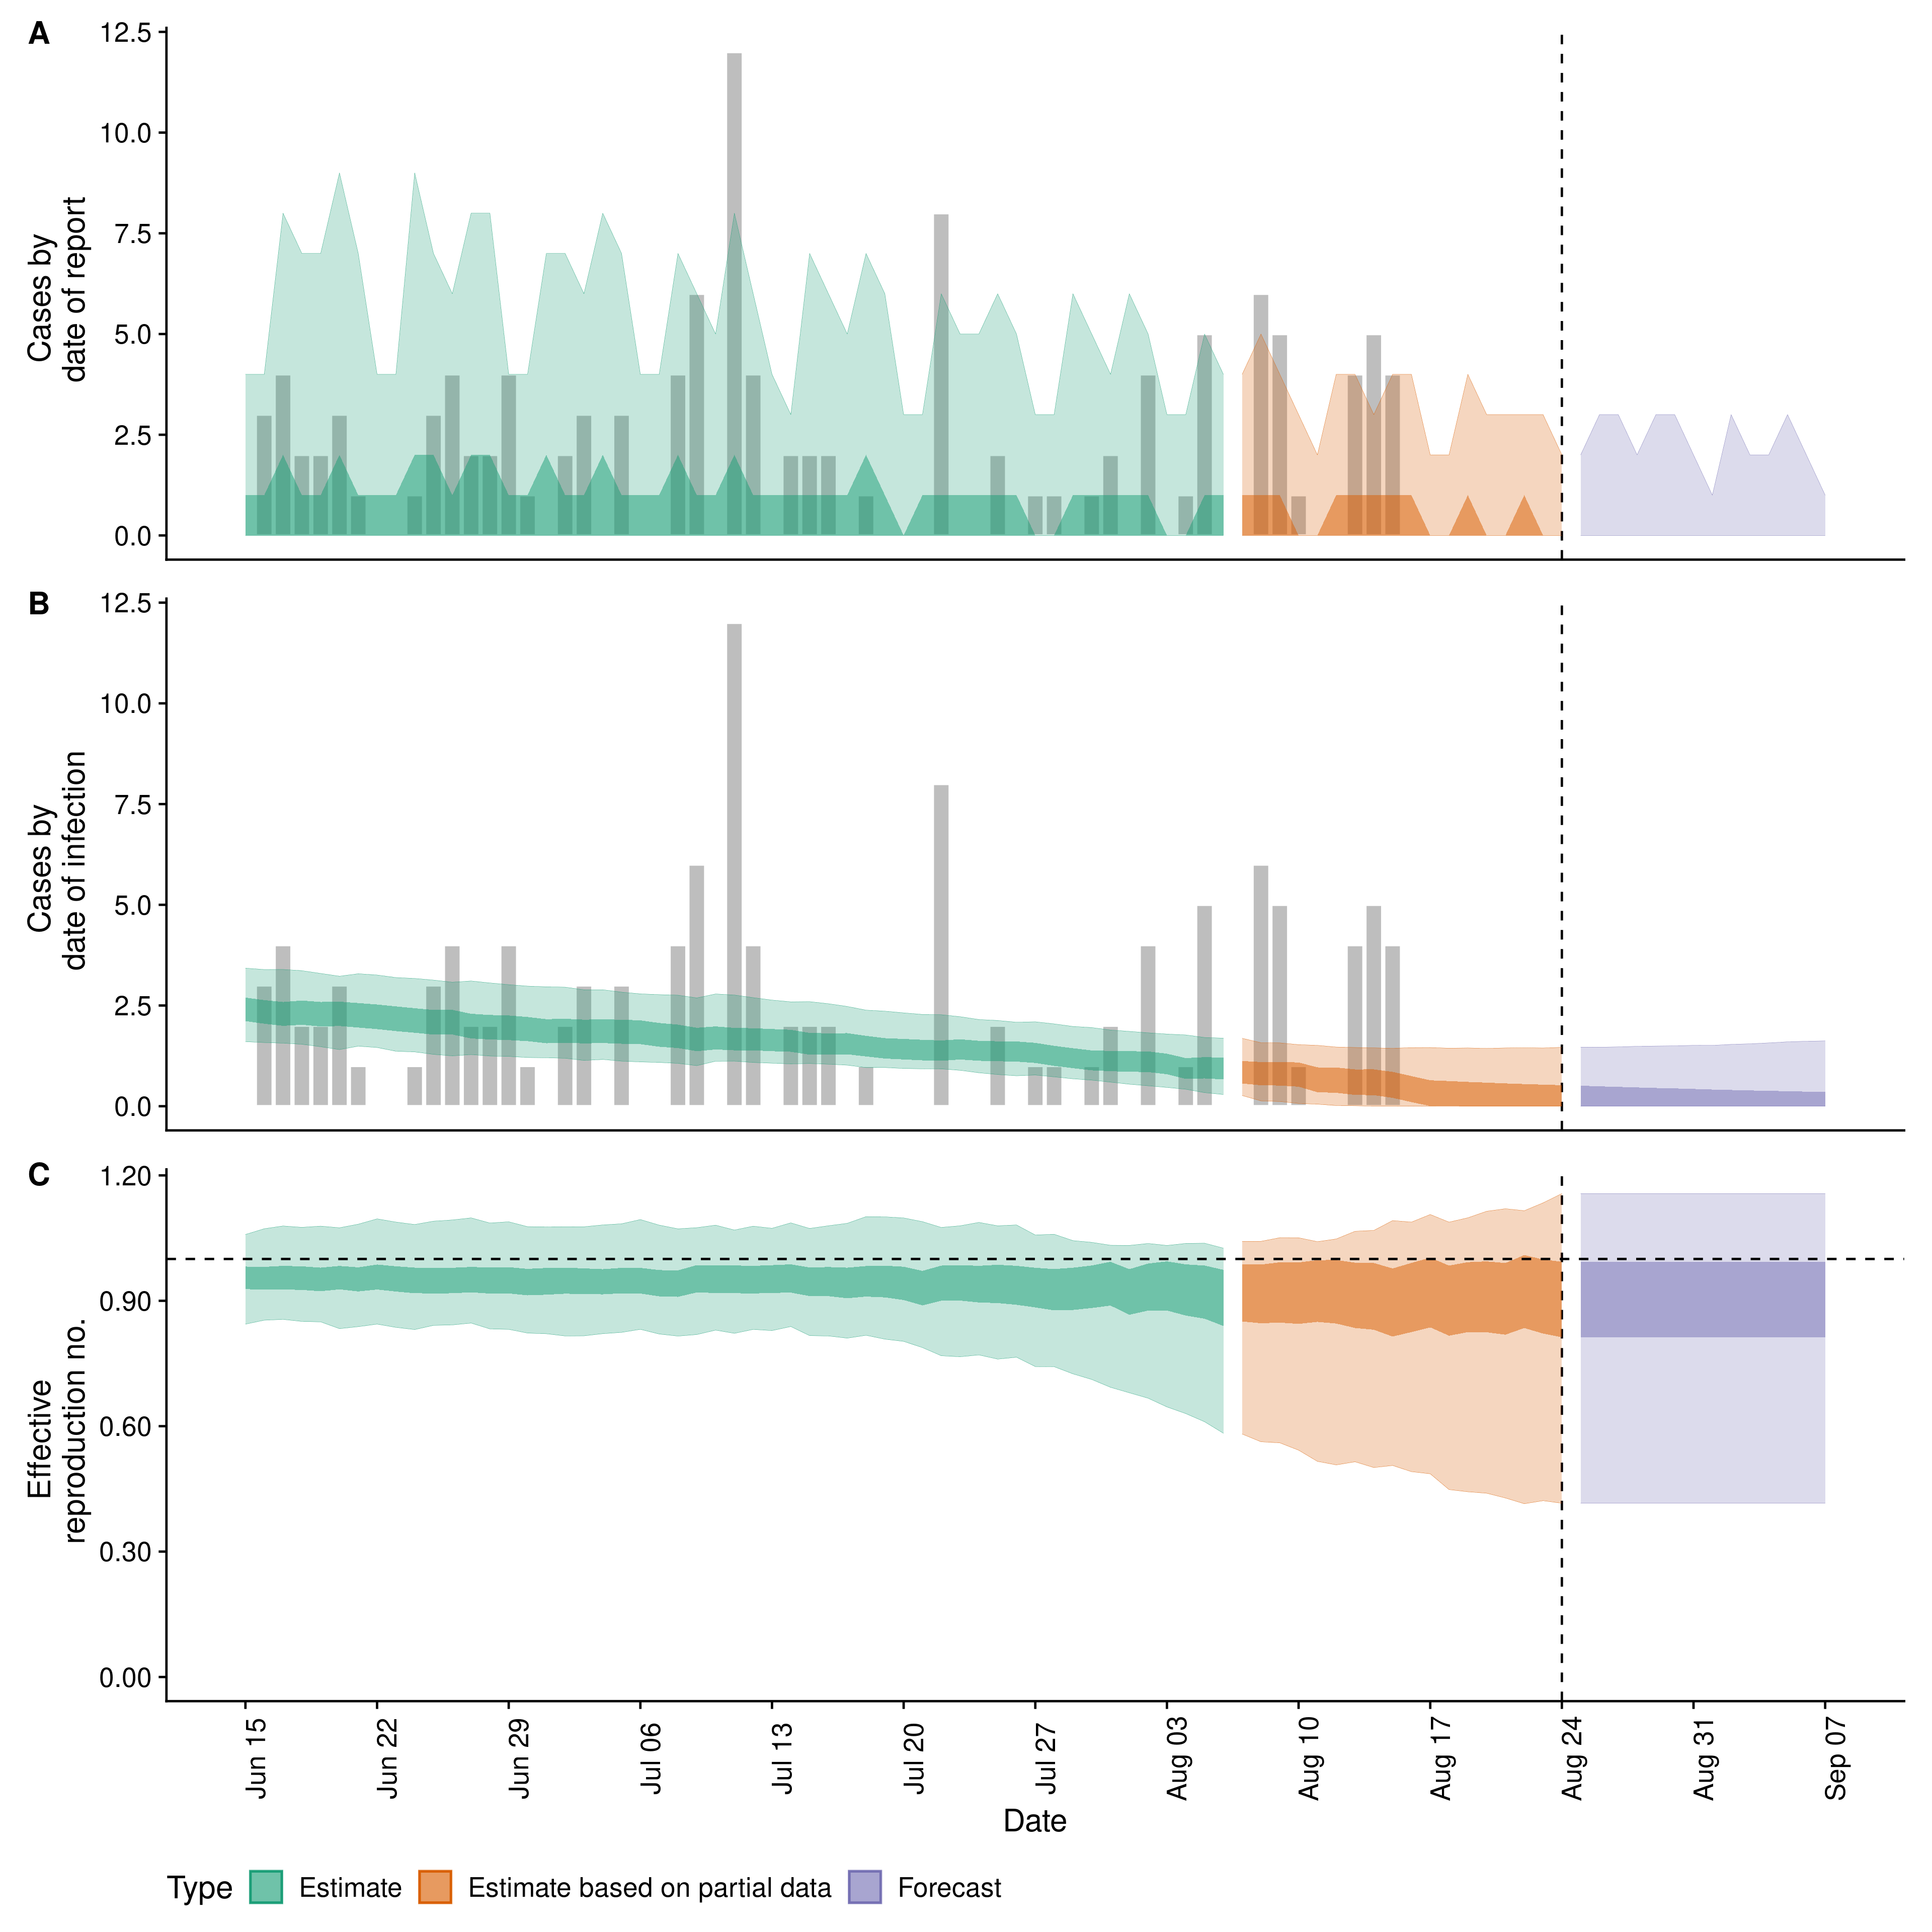 A
12.5
10.0
7.5
5.0
2.5
0.0
Cases by
date of report
B
12.5
10.0
7.5
5.0
2.5
0.0
Cases by
date of infection
C
1.20
0.90
0.60
0.30
0.00
Effective
reproduction no.
Jun 15
Jun 22
Jun 29
Jul 06
Jul 13
Jul 20
Jul 27
Aug 03
Aug 10
Aug 17
Aug 24
Aug 31
Sep 07
Date
Type Estimate Estimate based on partial data Forecast